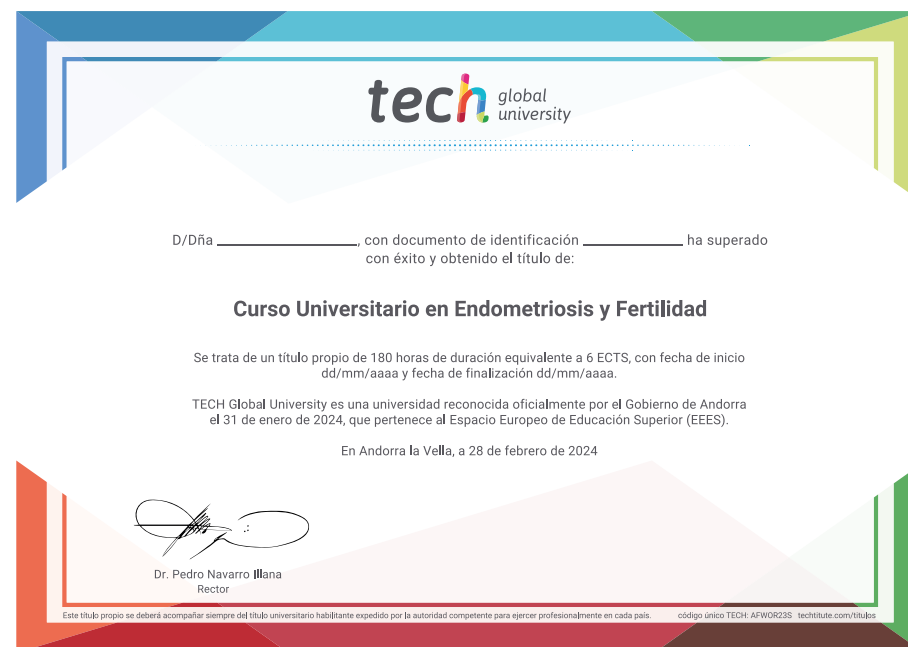 tech global university
D/Dña ____________________, con documento de identificación ______________ ha superado
con éxito y obtenido el título de:
Curso Universitario en Endometriosis y Fertilidad
Se trata de un título propio de 180 horas de duración equivalente a 6 ECTS, con fecha de inicio
dd/mm/aaaa y fecha de finalización dd/mm/aaaa.
TECH Global University es una universidad reconocida oficialmente por el Gobierno de Andorra
el 31 de enero de 2024, que pertenece al Espacio Europeo de Educación Superior (EEES).
En Andorra la Vella, a 28 de febrero de 2024
Dr. Pedro Navarro Illana
Rector
Este título propio se deberá acompañar siempre del título universitario habilitante expedido por la autoridad competente para ejercer profesionalmente en cada país. código único TECH: AFWOR23S techtitute.com/titulos